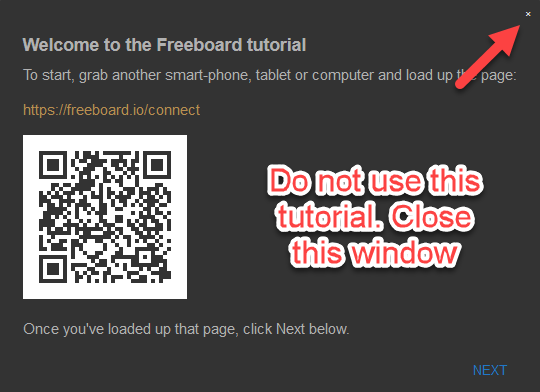 ×
Welcome to the Freeboard tutorial
To start, grab another smart-phone, tablet or computer and load up the page:
https://freeboard.io/connect
Do not use this
tutorial. Close
this window
Once you've loaded up that page, click Next below.
NEXT